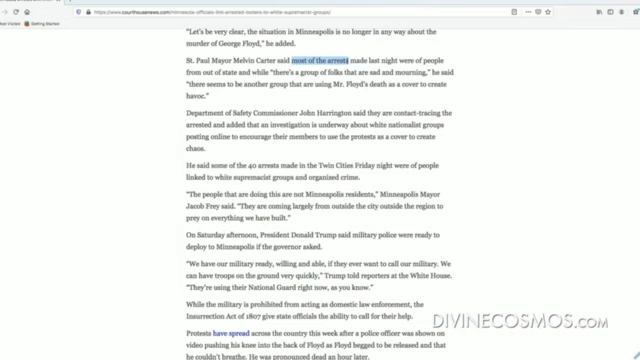 https://www.courthousenews.com/minnesota-officials-link-arrested-looters-to-white-supremacist-groups/
Most Visited Getting Started
"Let's be very clear, the situation in Minneapolis is no longer in any way about the
murder of George Floyd," he added.
St. Paul Mayor Melvin Carter said most of the arrests made last night were of people
from out of state and while "there's a group of folks that are sad and mourning," he said
"there seems to be another group that are using Mr. Floyd's death as a cover to create
havoc."
Department of Safety Commissioner John Harrington said they are contact-tracing the
arrested and added that an investigation is underway about white nationalist groups
posting online to encourage their members to use the protests as a cover to create
chaos.
He said some of the 40 arrests made in the Twin Cities Friday night were of people
linked to white supremacist groups and organized crime.
"The people that are doing this are not Minneapolis residents," Minneapolis Mayor
Jacob Frey said. "They are coming largely from outside the city outside the region to
prey on everything we have built."
On Saturday afternoon, President Donald Trump said military police were ready to
deploy to Minneapolis if the governor asked.
"We have our military ready, willing and able, if they ever want to call our military. We
can have troops on the ground very quickly," Trump told reporters at the White House.
"They're using their National Guard right now, as you know."
While the military is prohibited from acting as domestic law enforcement, the
Insurrection Act of 1807 give state officials the ability to call for their help.
DIVINECOSMOS.COM
Protests have spread across the country this week after a police officer was shown on
video pushing his knee into the back of Floyd as Floyd begged to be released and that
he couldn't breathe. He was pronounced dead an hour later.